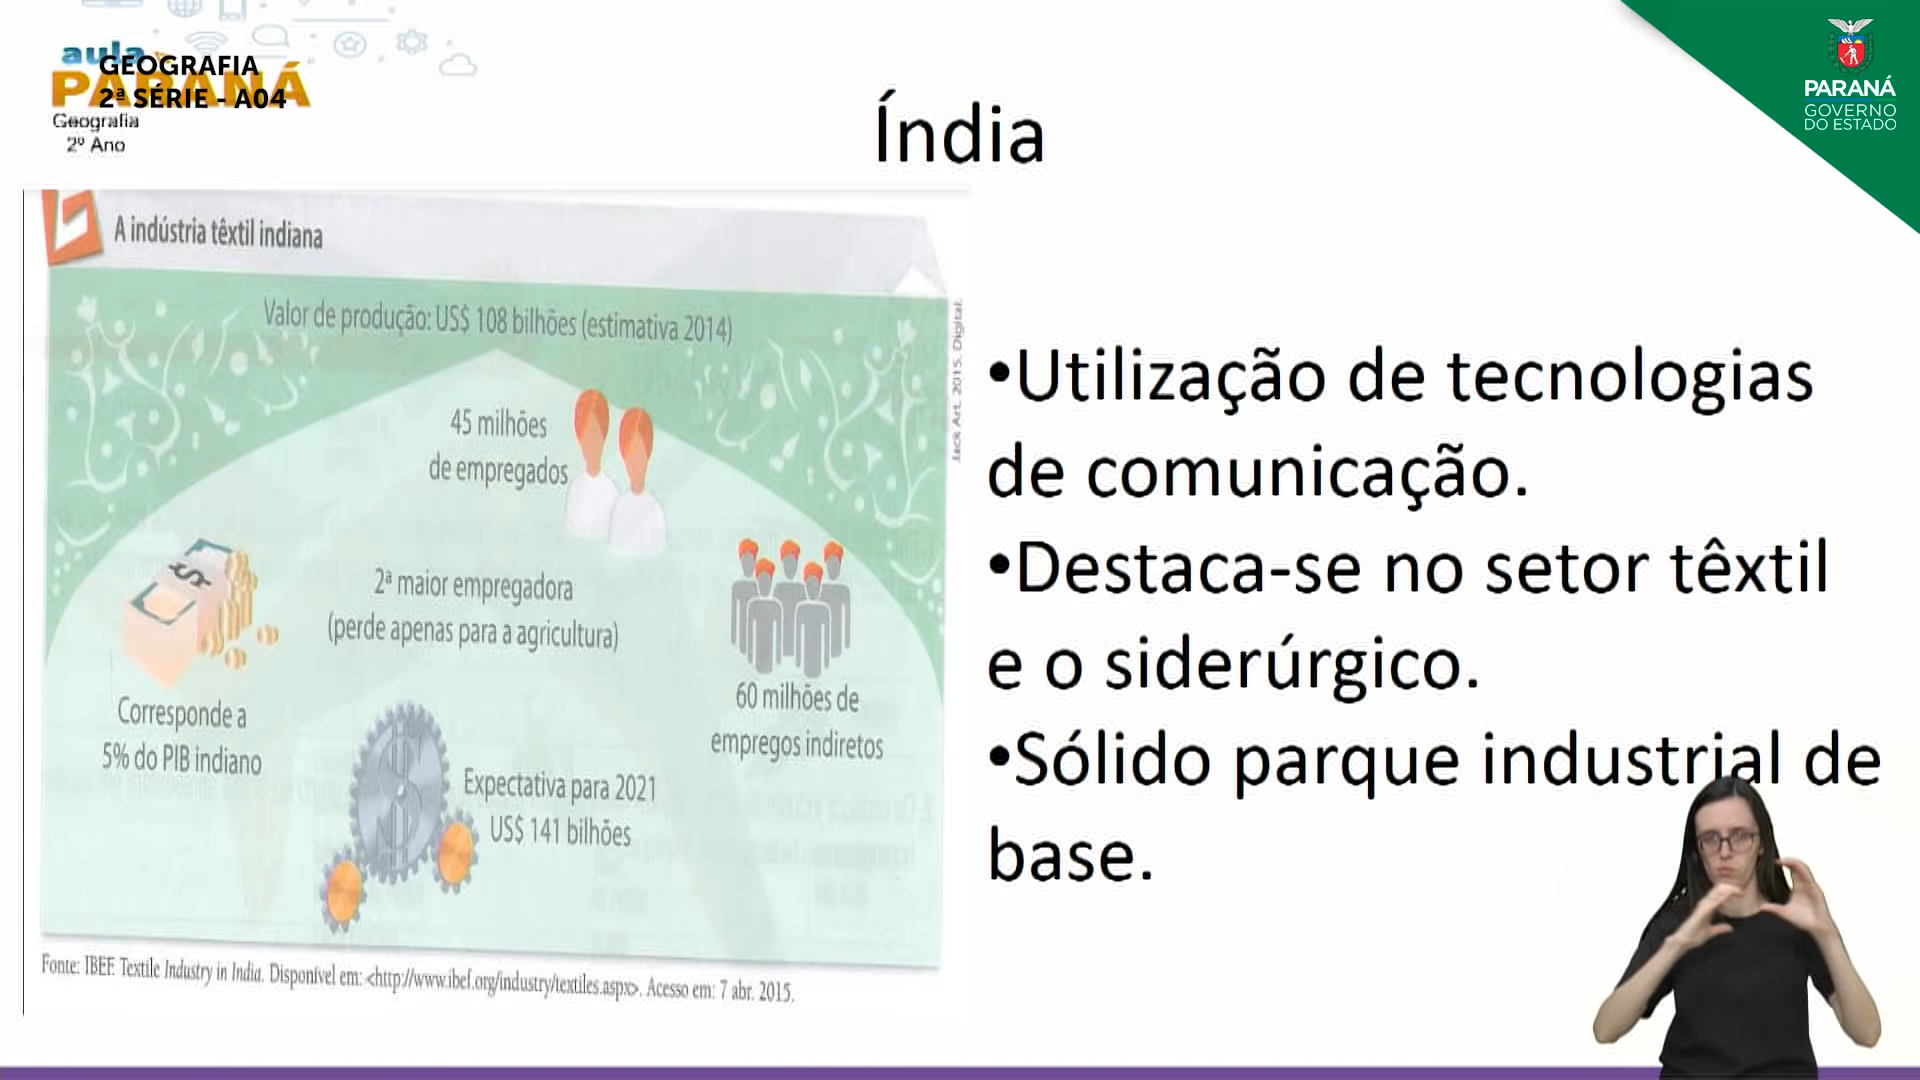 aula
PARANÁ
GEOGRAFIA
2ª SÉRIE - A04
Geografia
2º Ano
PARANÁ
GOVERNO
DO ESTADO
Índia
A indústria têxtil indiana
Valor de produção: US$ 108 bilhões (estimativa 2014)
45 milhões
de empregados
2ª maior empregadora
(perde apenas para a agricultura)
60 milhões de
empregos indiretos
Corresponde a
5% do PIB indiano
Expectativa para 2021
US$ 141 bilhões
Jack Art. 2015. Digital.
Fonte: IBEF. Textile Industry in India. Disponível em: <http://www.ibef.org/industry/textiles.aspx>. Acesso em: 7 abr. 2015.
•Utilização de tecnologias
de comunicação.
•Destaca-se no setor têxtil
e o siderúrgico.
•Sólido parque industrial de
base.